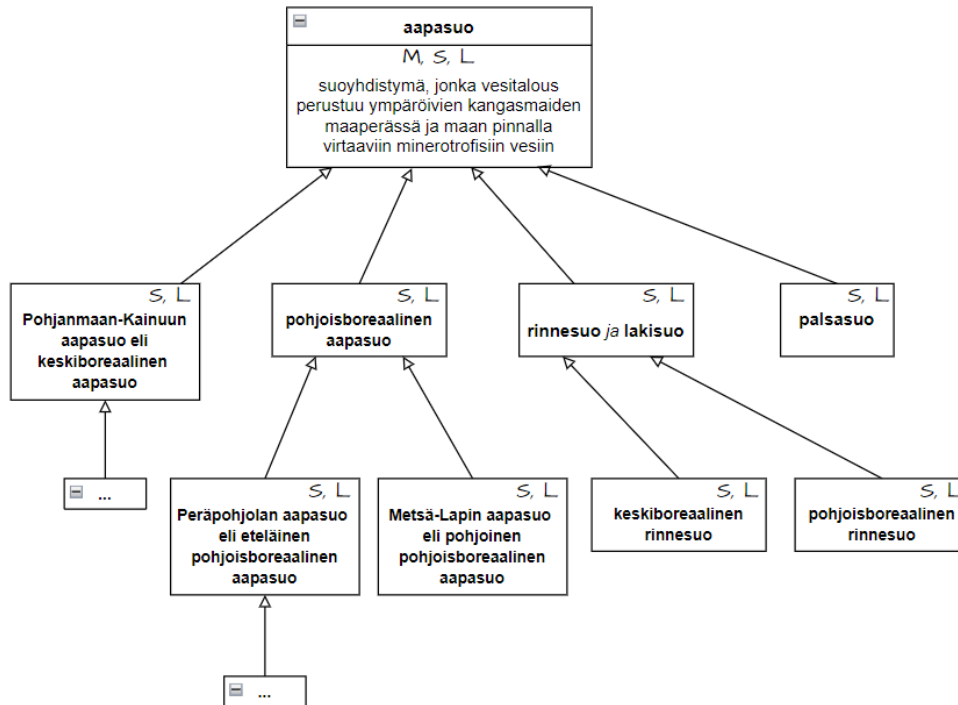 aapasuo
M, S, L
suoyhdistymä, jonka vesitalous
perustuu ympäröivien kangasmaiden
maaperässä ja maan pinnalla
virtaaviin minerotrofisiin vesiin
S, L
Pohjanmaan-Kainuun
aapasuo eli
keskiboreaalinen
aapasuo
S, L
pohjoisboreaalinen
aapasuo
S, L
rinnesuo ja lakisuo
S, L
palsasuo
...
S, L
Peräpohjolan aapasuo
eli eteläinen
pohjoisboreaalinen
aapasuo
S, L
Metsä-Lapin aapasuo
eli pohjoinen
pohjoisboreaalinen
aapasuo
S, L
keskiboreaalinen
rinnesuo
S, L
pohjoisboreaalinen
rinnesuo
...